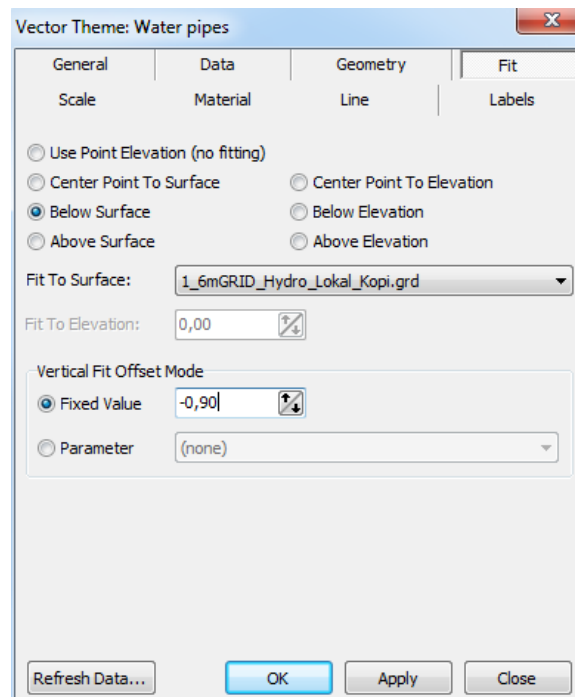 Vector Theme: Water pipes
General Data Geometry Fit
Scale Material Line Labels
Use Point Elevation (no fitting)
Center Point To Surface Center Point To Elevation
Below Surface Below Elevation
Above Surface Above Elevation
Fit To Surface: 1_6mGRID_Hydro_Lokal_Kopi.grd
Fit To Elevation: 0,00
Vertical Fit Offset Mode
Fixed Value -0,90
Parameter (none)
Refresh Data... OK Apply Close